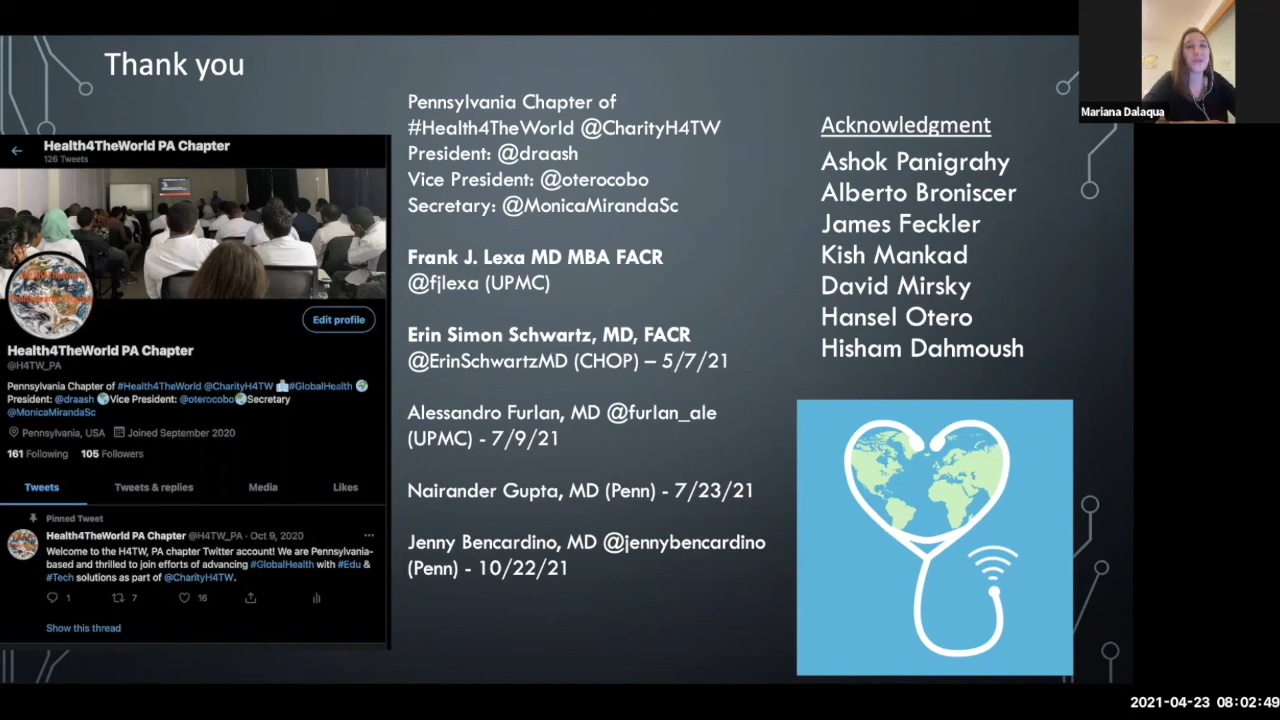 Thank you
Health4TheWorld PA Chapter
126 Tweets
Edit profile
Health4TheWorld PA Chapter
@H4TW_PA
Pennsylvania Chapter of #Health4TheWorld @CharityH4TW #GlobalHealth
President: @draash Vice President: @oterocobo Secretary
@MonicaMirandaSc
Pennsylvania, USA Joined September 2020
161 Following 105 Followers
Tweets Tweets & replies Media Likes
Pinned Tweet
Health4TheWorld PA Chapter @H4TW_PA · Oct 9, 2020
Welcome to the H4TW, PA chapter Twitter account! We are Pennsylvania-
based and thrilled to join efforts of advancing #GlobalHealth with #Edu &
#Tech solutions as part of @CharityH4TW.
1 7 16
Show this thread
Pennsylvania Chapter of
#Health4TheWorld @CharityH4TW
President: @draash
Vice President: @oterocobo
Secretary: @MonicaMirandaSc
Frank J. Lexa MD MBA FACR
@fjlexa (UPMC)
Erin Simon Schwartz, MD, FACR
@ErinSchwartzMD (CHOP) – 5/7/21
Alessandro Furlan, MD @furlan_ale
(UPMC) - 7/9/21
Nairander Gupta, MD (Penn) - 7/23/21
Jenny Bencardino, MD @jennybencardino
(Penn) - 10/22/21
Acknowledgment
Ashok Panigrahy
Alberto Broniscer
James Feckler
Kish Mankad
David Mirsky
Hansel Otero
Hisham Dahmoush
Mariana Dalaqua
2021-04-23 08:02:49